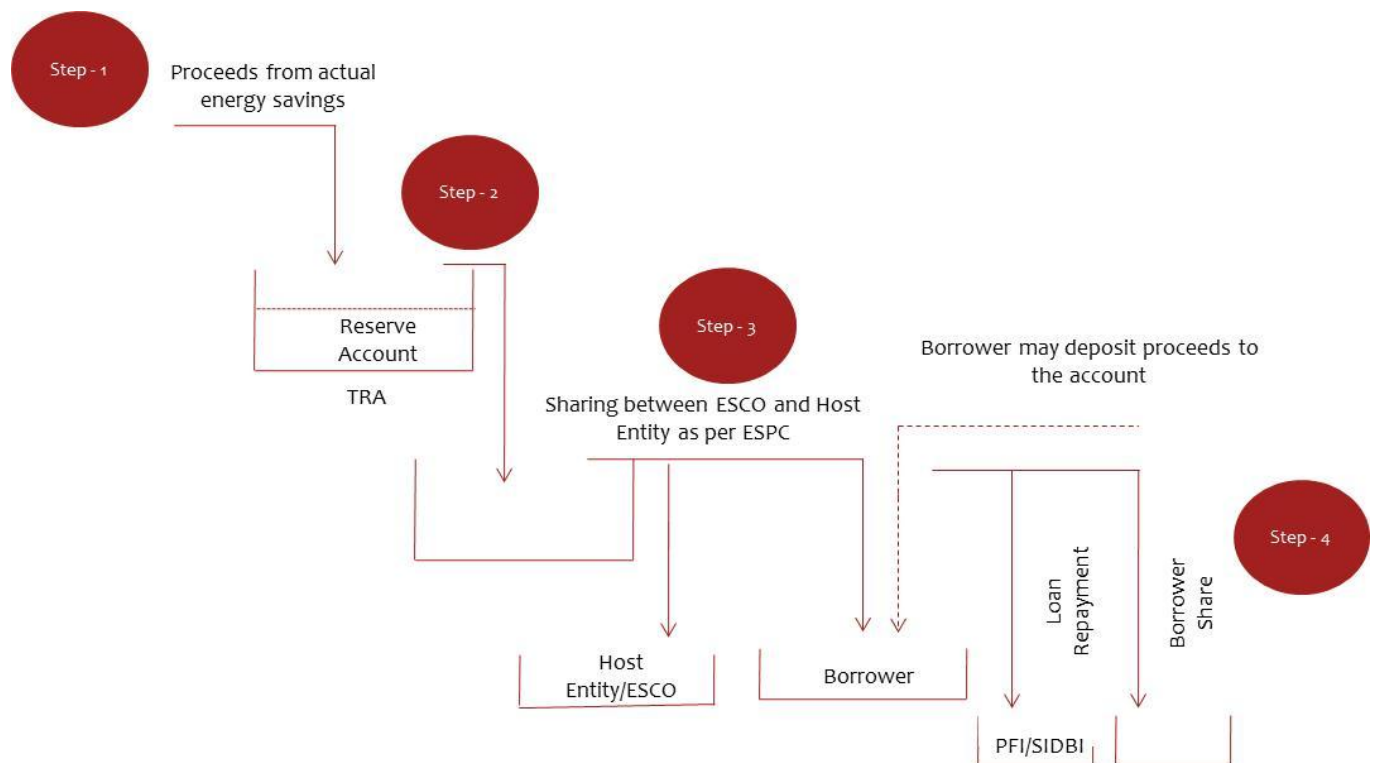 Step - 1
Proceeds from actual
energy savings
Step - 2
Reserve
Account
TRA
Step - 3
Sharing between ESCO and Host
Entity as per ESPC
Borrower may deposit proceeds to
the account
Step - 4
Loan
Repayment
Borrower
Share
Host
Entity/ESCO
Borrower
PFI/SIDBI